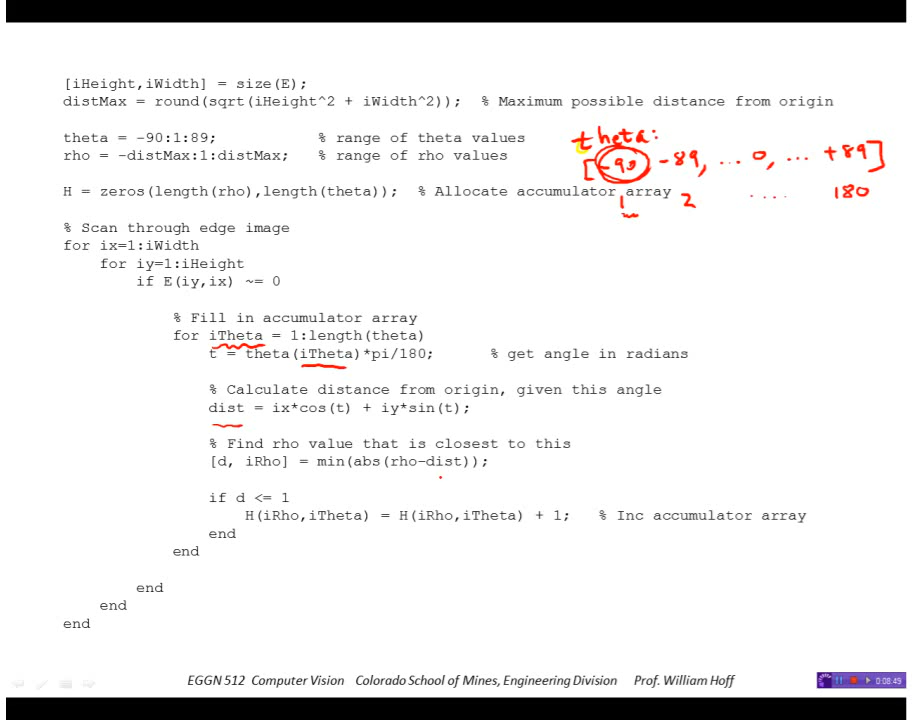 [iHeight,iWidth] = size(E);
distMax = round(sqrt(iHeight^2 + iWidth^2)); % Maximum possible distance from origin
theta:
theta = -90:1:89; % range of theta values
rho = -distMax:1:distMax; % range of rho values
[-90, -89, ... 0, ... +89]
H = zeros(length(rho),length(theta)); % Allocate accumulator array
1 2 .... 180
% Scan through edge image
for ix=1:iWidth
for iy=1:iHeight
if E(iy,ix) ~= 0
% Fill in accumulator array
for iTheta = 1:length(theta)
t = theta(iTheta)*pi/180; % get angle in radians
% Calculate distance from origin, given this angle
dist = ix*cos(t) + iy*sin(t);
% Find rho value that is closest to this
[d, iRho] = min(abs(rho-dist));
if d <= 1
H(iRho,iTheta) = H(iRho,iTheta) + 1; % Inc accumulator array
end
end
end
end
end
EGGN 512 Computer Vision Colorado School of Mines, Engineering Division Prof. William Hoff
0:08:49